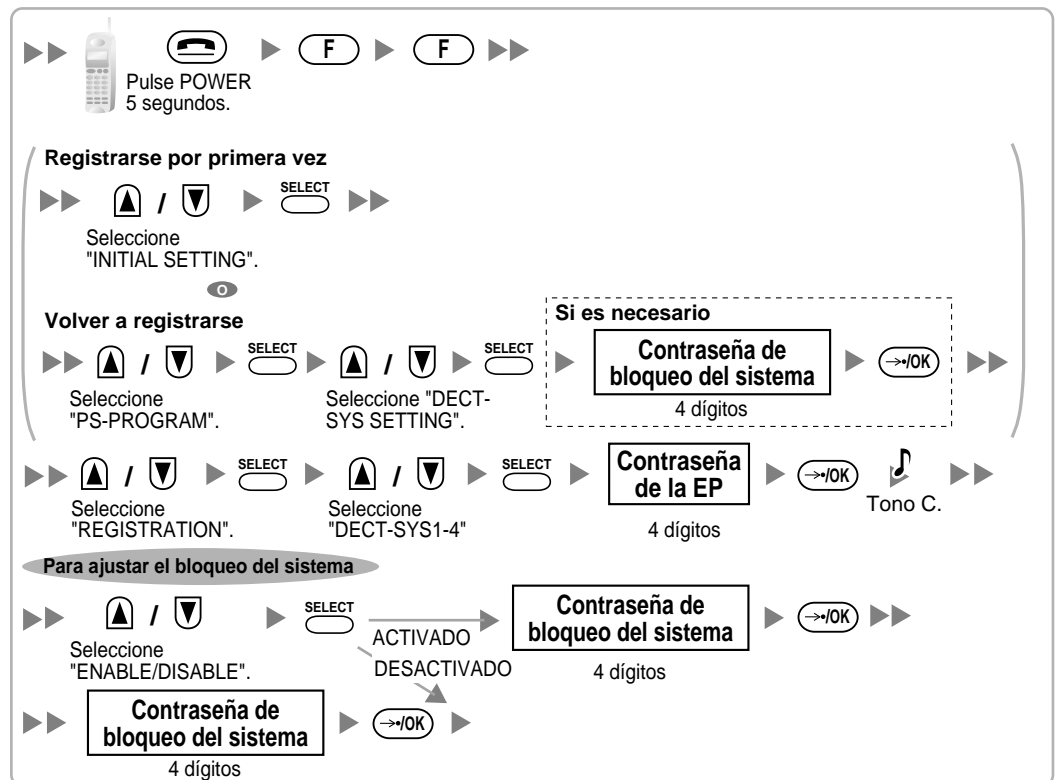 F
F
Pulse POWER
5 segundos.
Registrarse por primera vez
/
SELECT
Seleccione
"INITIAL SETTING".
O
Volver a registrarse
/
SELECT
/
SELECT
Seleccione
"PS-PROGRAM".
Seleccione "DECT-
SYS SETTING".
Si es necesario
Contraseña de
bloqueo del sistema
/OK
4 dígitos
/
SELECT
/
SELECT
Contraseña
de la EP
/OK
Tono C.
Seleccione
"REGISTRATION".
Seleccione
"DECT-SYS1-4"
4 dígitos
Para ajustar el bloqueo del sistema
/
SELECT
Seleccione
"ENABLE/DISABLE".
ACTIVADO
DESACTIVADO
Contraseña de
bloqueo del sistema
/OK
4 dígitos
Contraseña de
bloqueo del sistema
/OK
4 dígitos